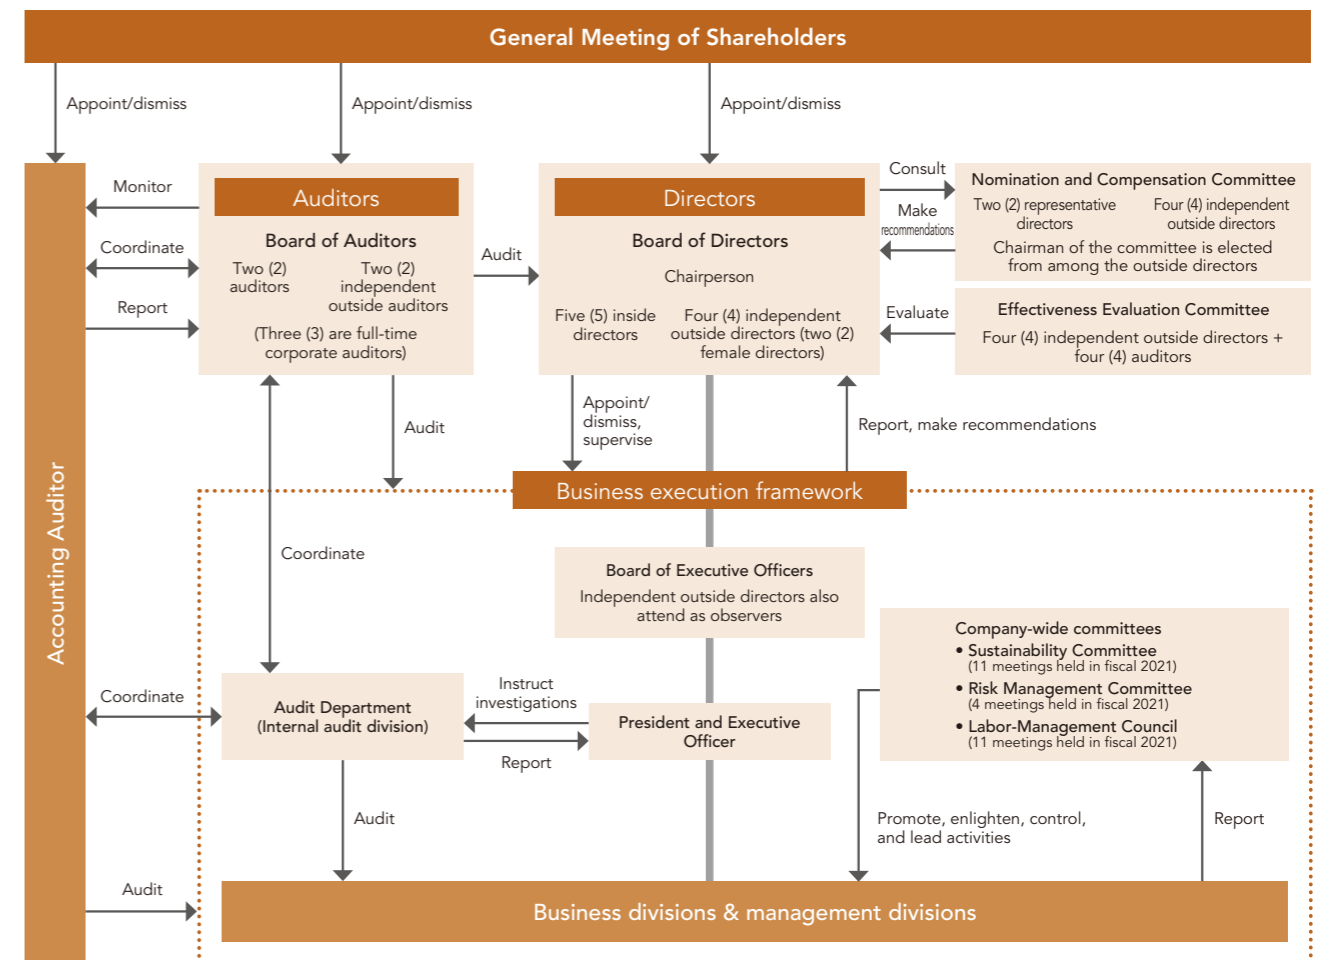 General Meeting of Shareholders
Appoint/dismiss
Appoint/dismiss
Appoint/dismiss
Accounting Auditor
Monitor
Coordinate
Report
Auditors
Board of Auditors
Two (2)
auditors
Two (2)
independent
outside auditors
(Three (3) are full-time
corporate auditors)
Audit
Directors
Board of Directors
Chairperson
Five (5) inside
directors
Four (4) independent
outside directors (two (2)
female directors)
Consult
Make
recommendations
Evaluate
Nomination and Compensation Committee
Two (2) representative
directors
Four (4) independent
outside directors
Chairman of the committee is elected
from among the outside directors
Effectiveness Evaluation Committee
Four (4) independent outside directors +
four (4) auditors
Audit
Appoint/
dismiss,
supervise
Report, make recommendations
Business execution framework
Coordinate
Board of Executive Officers
Independent outside directors also
attend as observers
Company-wide committees
• Sustainability Committee
(11 meetings held in fiscal 2021)
• Risk Management Committee
(4 meetings held in fiscal 2021)
• Labor-Management Council
(11 meetings held in fiscal 2021)
Coordinate
Audit Department
(Internal audit division)
Instruct
investigations
Report
President and Executive
Officer
Audit
Promote, enlighten, control,
and lead activities
Report
Audit
Business divisions & management divisions